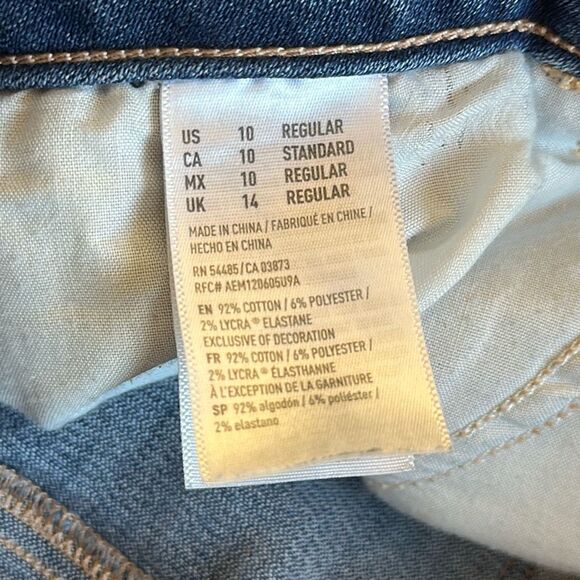 US 10 REGULAR
CA 10 STANDARD
MX 10 REGULAR
UK 14 REGULAR
MADE IN CHINA / FABRIQUÉ EN CHINE /
HECHO EN CHINA
RN 54485/CA 03873
RFC# AEM120605U9A
EN 92% COTTON / 6% POLYESTER /
2% LYCRA® ELASTANE
EXCLUSIVE OF DECORATION
FR 92% COTON / 6% POLYESTER /
2% LYCRA® ÉLASTHANNE
À L'EXCEPTION DE LA GARNITURE
SP 92% algodón / 6% poliéster /
2% elastano